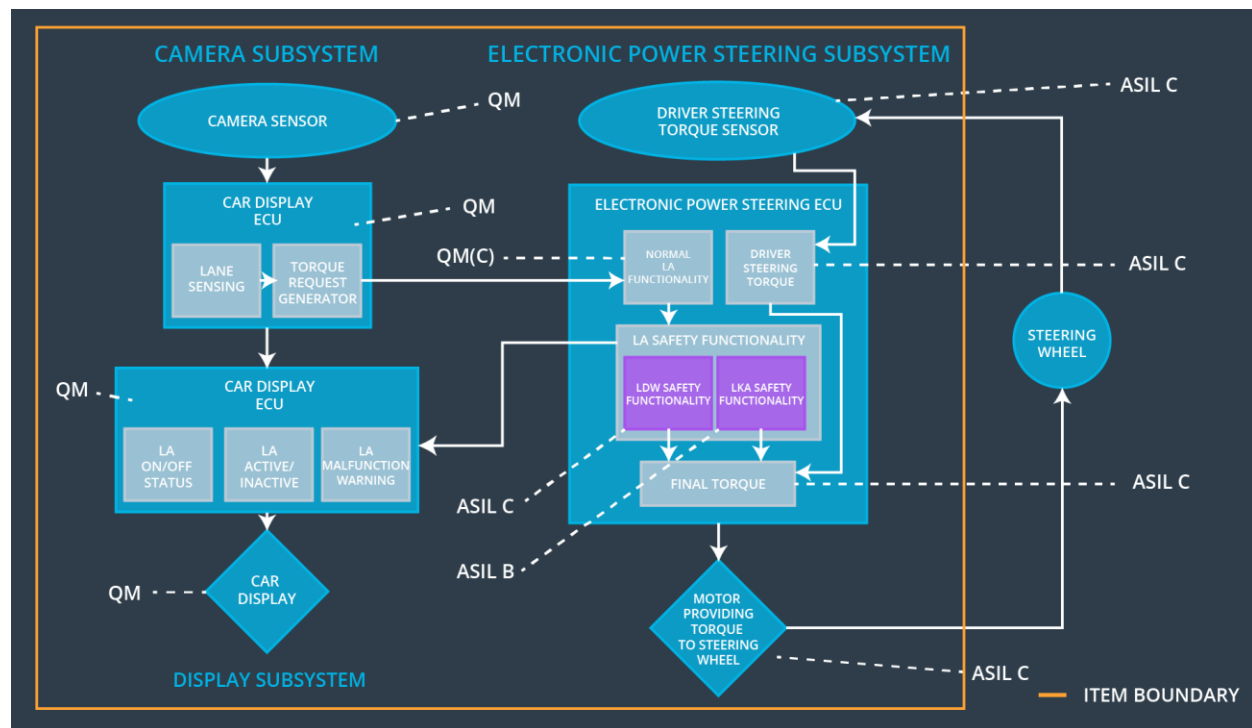 CAMERA SUBSYSTEM
ELECTRONIC POWER STEERING SUBSYSTEM
CAMERA SENSOR
QM
DRIVER STEERING
TORQUE SENSOR
ASIL C
CAR DISPLAY
ECU
QM
LANE
SENSING
TORQUE
REQUEST
GENERATOR
QM(C)
ELECTRONIC POWER STEERING ECU
NORMAL
LA
FUNCTIONALITY
DRIVER
STEERING
TORQUE
ASIL C
STEERING
WHEEL
LA SAFETY FUNCTIONALITY
LDW SAFETY
FUNCTIONALITY
LKA SAFETY
FUNCTIONALITY
QM
CAR DISPLAY
ECU
LA
ON/OFF
STATUS
LA
ACTIVE/
INACTIVE
LA
MALFUNCTION
WARNING
FINAL TORQUE
ASIL C
ASIL C
ASIL B
QM
CAR
DISPLAY
MOTOR
PROVIDING
TORQUE
TO STEERING
WHEEL
ASIL C
DISPLAY SUBSYSTEM
ITEM BOUNDARY